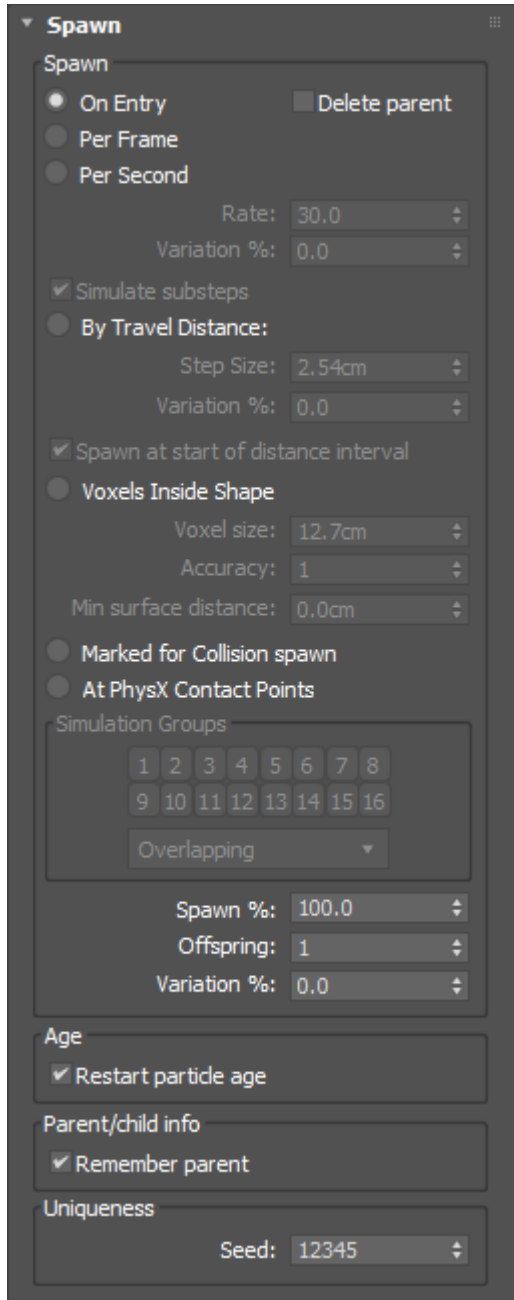 Spawn
Spawn
On Entry Delete parent
Per Frame
Per Second
Rate: 30.0
Variation %: 0.0
Simulate substeps
By Travel Distance:
Step Size: 2.54cm
Variation %: 0.0
Spawn at start of distance interval
Voxels Inside Shape
Voxel size: 12.7cm
Accuracy: 1
Min surface distance: 0.0cm
Marked for Collision spawn
At PhysX Contact Points
Simulation Groups
1 2 3 4 5 6 7 8
9 10 11 12 13 14 15 16
Overlapping
Spawn %: 100.0
Offspring: 1
Variation %: 0.0
Age
Restart particle age
Parent/child info
Remember parent
Uniqueness
Seed: 12345